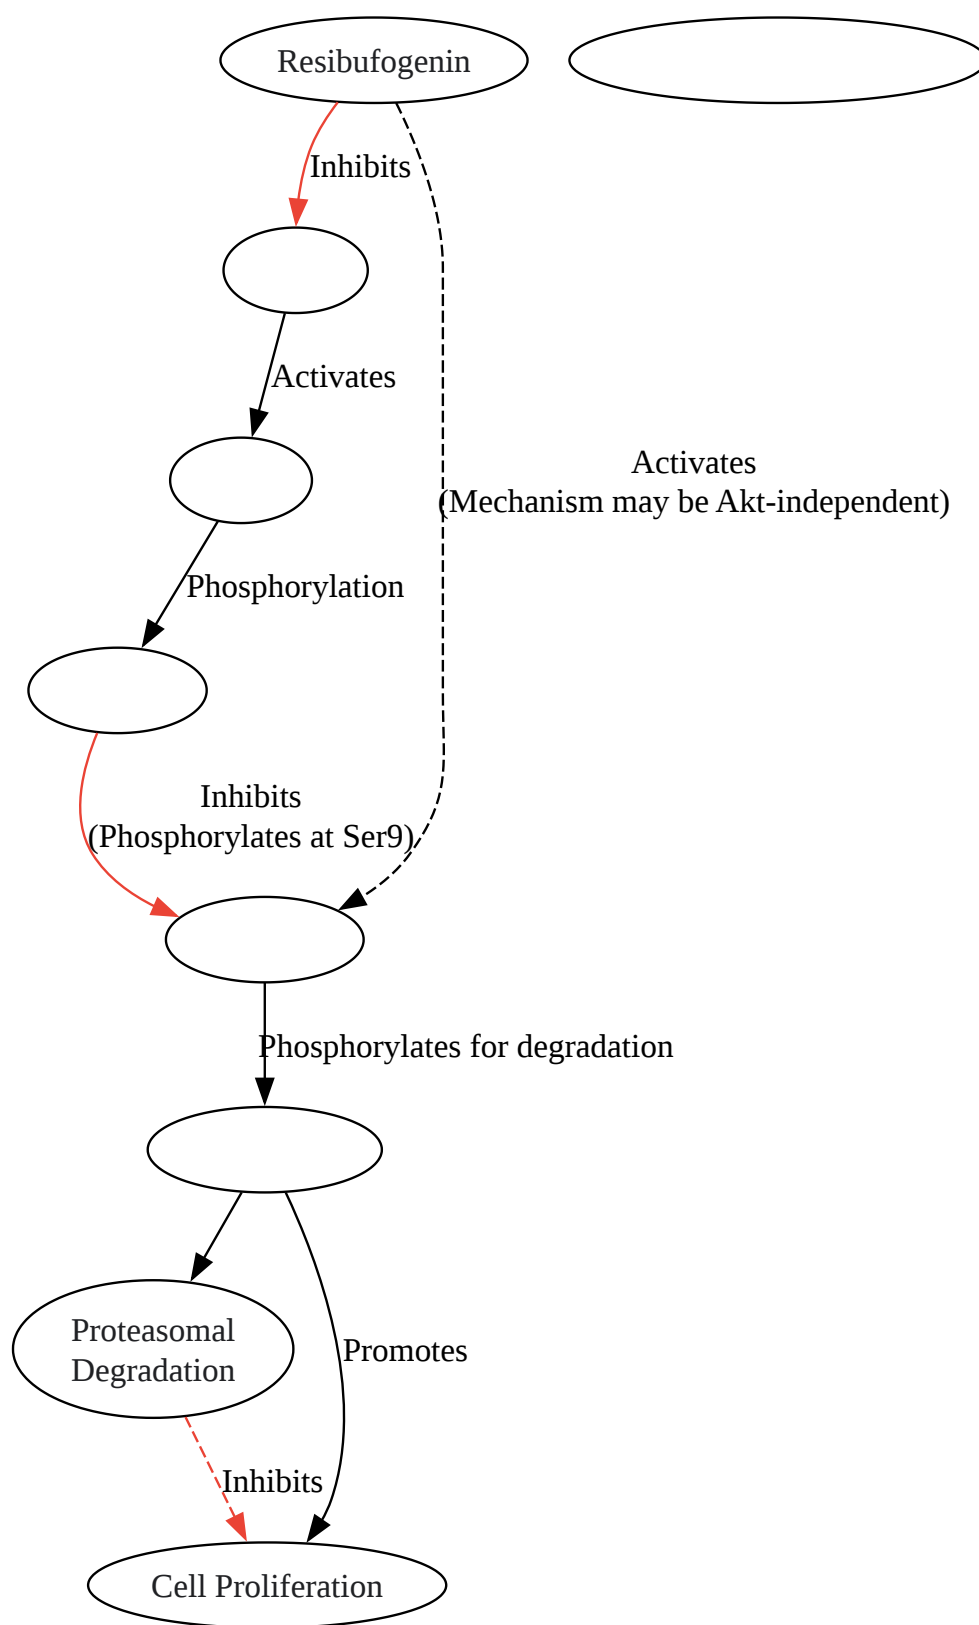 Resibufogenin
Inhibits
Activates
Activates
(Mechanism may be Akt-independent)
Phosphorylation
Inhibits
(Phosphorylates at Ser9)
Phosphorylates for degradation
Proteasomal
Degradation
Promotes
Inhibits
Cell Proliferation